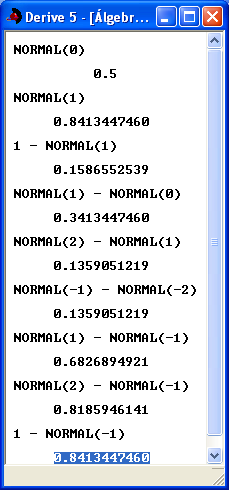 Derive 5 - [Álgebr...
NORMAL(0)
0.5
NORMAL(1)
0.8413447460
1 - NORMAL(1)
0.1586552539
NORMAL(1) - NORMAL(0)
0.3413447460
NORMAL(2) - NORMAL(1)
0.1359051219
NORMAL(-1) - NORMAL(-2)
0.1359051219
NORMAL(1) - NORMAL(-1)
0.6826894921
NORMAL(2) - NORMAL(-1)
0.8185946141
1 - NORMAL(-1)
0.8413447460